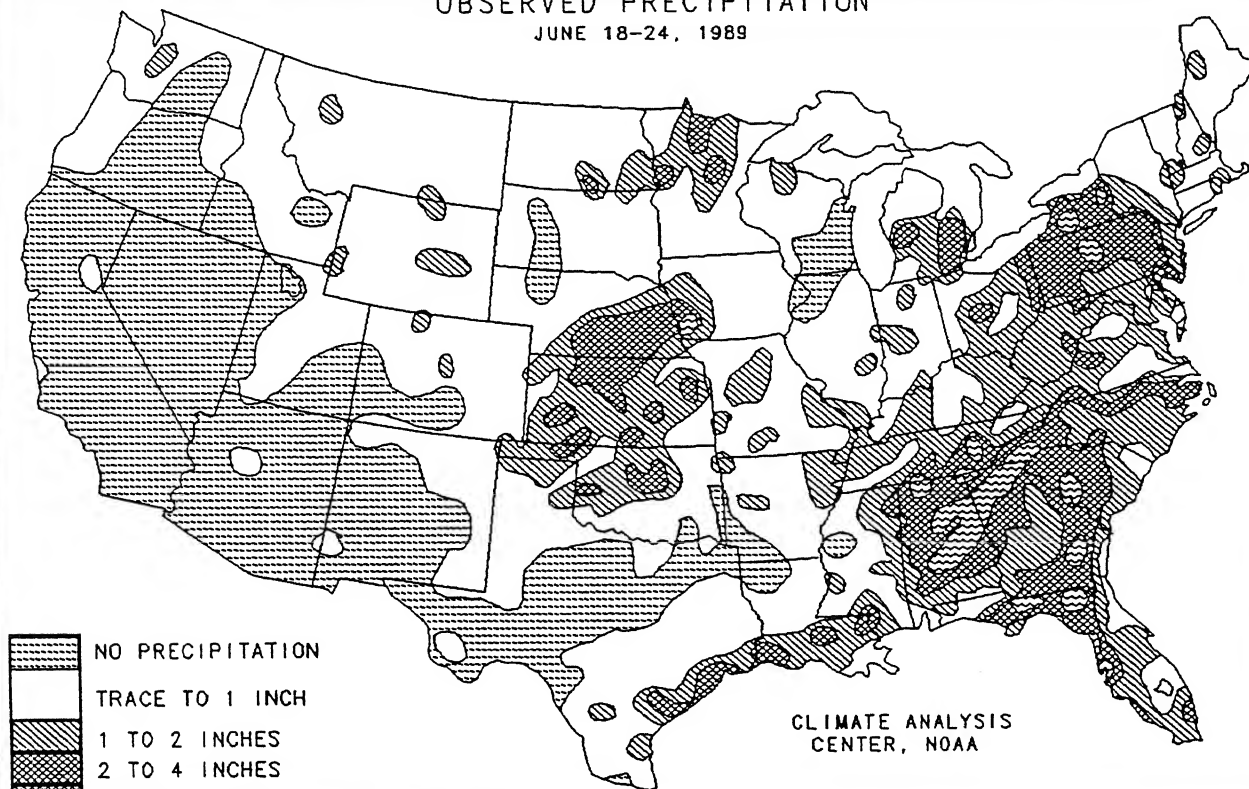 OBSERVED PRECIPITATION
JUNE 18-24, 1989
NO PRECIPITATION
TRACE TO 1 INCH
1 TO 2 INCHES
2 TO 4 INCHES
CLIMATE ANALYSIS
CENTER, NOAA